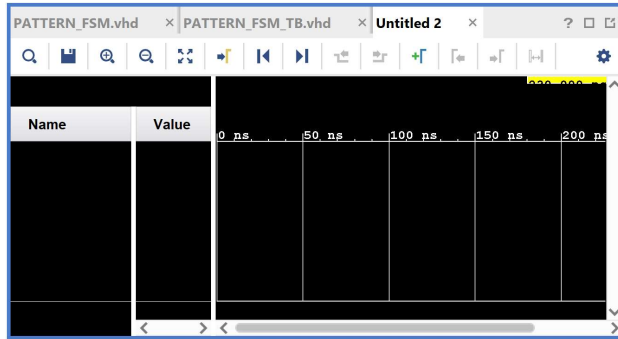 PATTERN_FSM.vhd × PATTERN_FSM_TB.vhd × Untitled 2 × ?
Name Value
0 ns 50 ns 100 ns 150 ns 200 ns